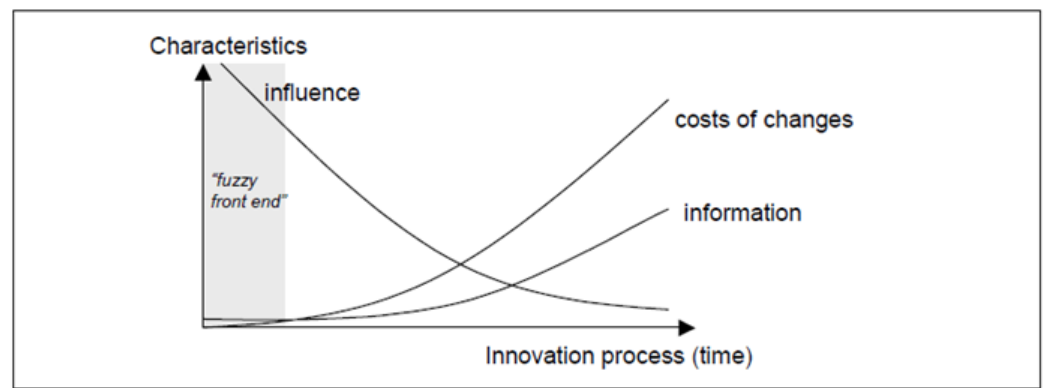 Characteristics
influence
costs of changes
"fuzzy
front end"
information
Innovation process (time)